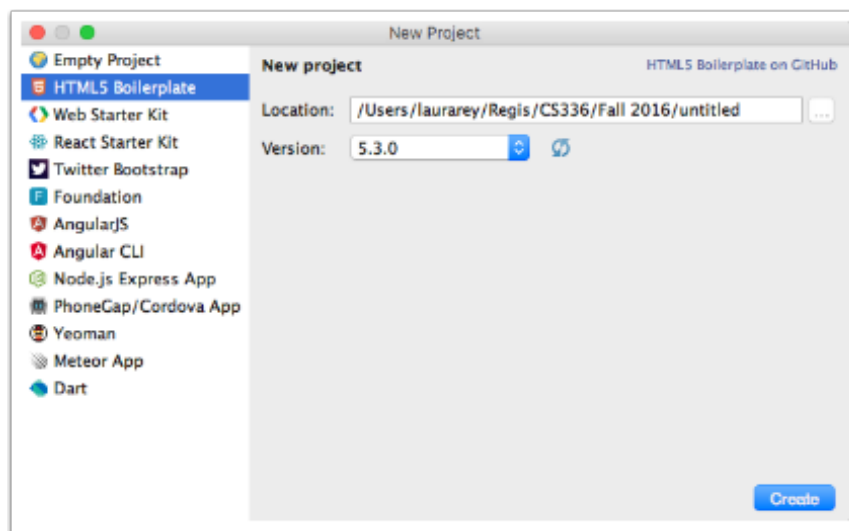 New Project
Empty Project
HTML5 Boilerplate
Web Starter Kit
React Starter Kit
Twitter Bootstrap
Foundation
AngularJS
Angular CLI
Node.js Express App
PhoneGap/Cordova App
Yeoman
Meteor App
Dart
New project HTML5 Boilerplate on GitHub
Location: /Users/laurarey/Regis/CS336/Fall 2016/untitled ...
Version: 5.3.0
Create